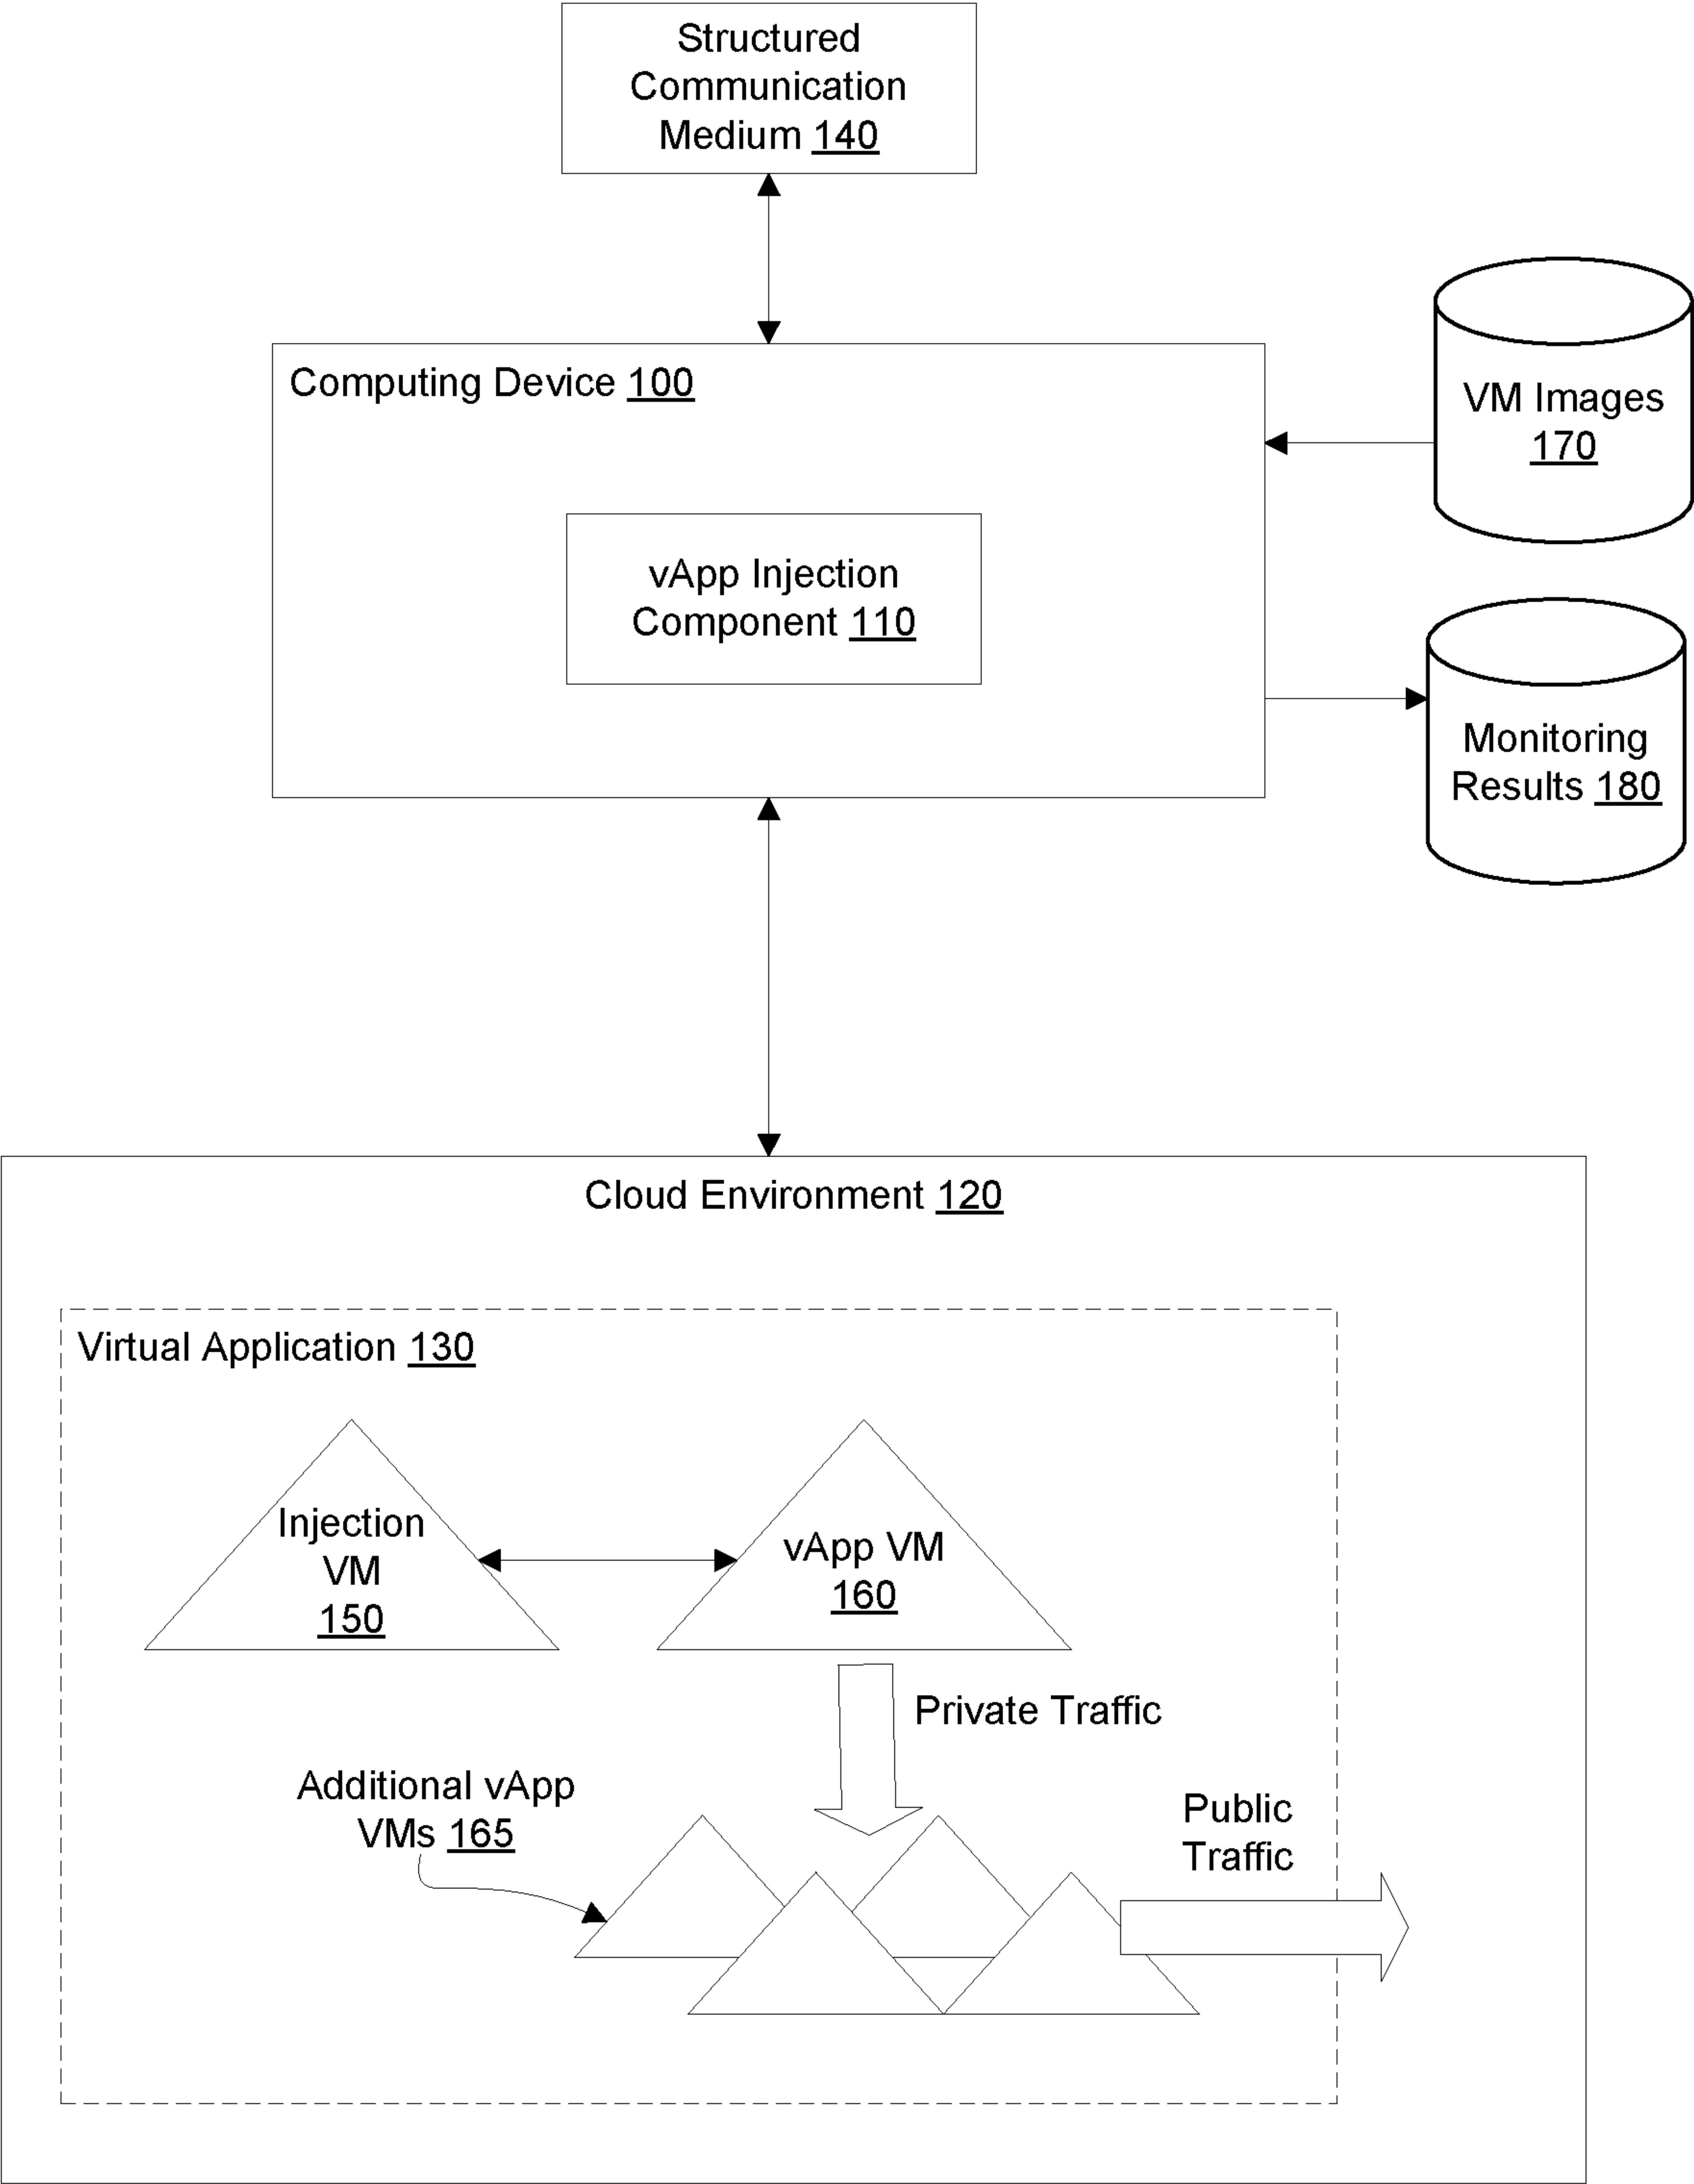 Structured
Communication
Medium 140
Computing Device 100
VM Images
170
vApp Injection
Component 110
Monitoring
Results 180
Cloud Environment 120
Virtual Application 130
Injection
VM
150
vApp VM
160
Private Traffic
Additional vApp
VMs 165
Public
Traffic